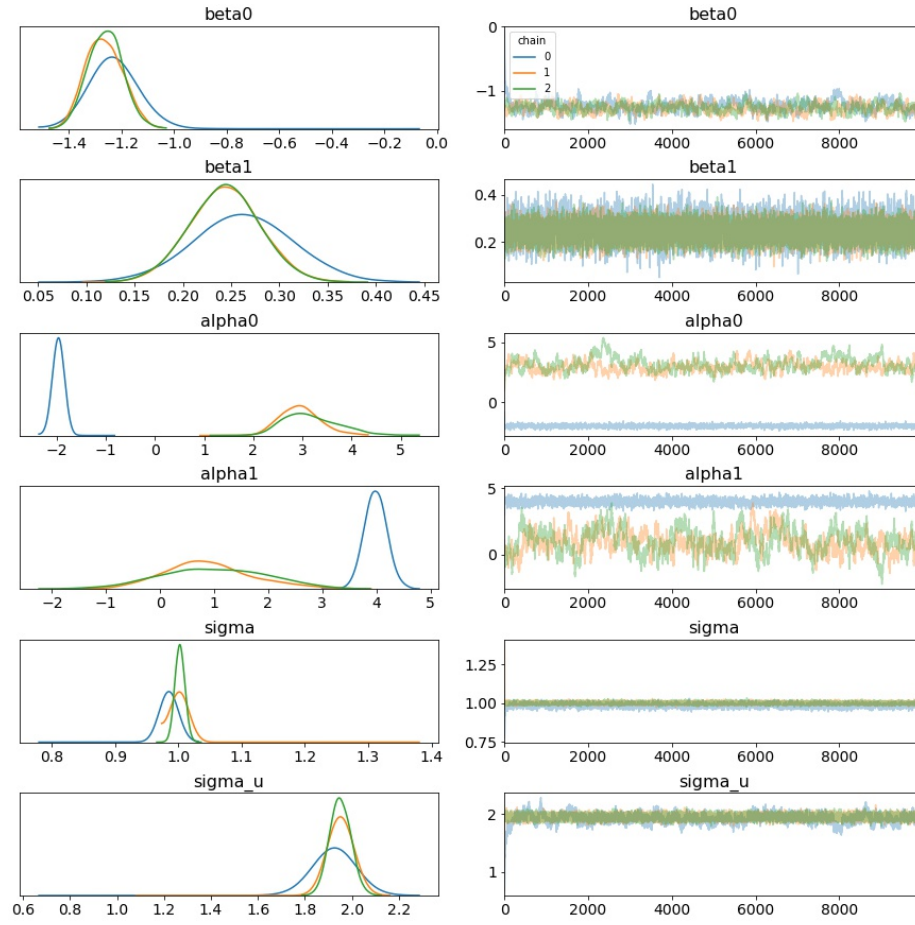 beta0
−1.4 −1.2 −1.0 −0.8 −0.6 −0.4 −0.2 0.0
beta0
0
−1
chain
0
1
2
0 2000 4000 6000 8000
beta1
0.05 0.10 0.15 0.20 0.25 0.30 0.35 0.40 0.45
beta1
0.4
0.2
0 2000 4000 6000 8000
alpha0
−2 −1 0 1 2 3 4 5
alpha0
5
0
0 2000 4000 6000 8000
alpha1
−2 −1 0 1 2 3 4 5
alpha1
5
0
0 2000 4000 6000 8000
sigma
0.8 0.9 1.0 1.1 1.2 1.3 1.4
sigma
1.25
1.00
0.75
0 2000 4000 6000 8000
sigma_u
0.6 0.8 1.0 1.2 1.4 1.6 1.8 2.0 2.2
sigma_u
2
1
0 2000 4000 6000 8000